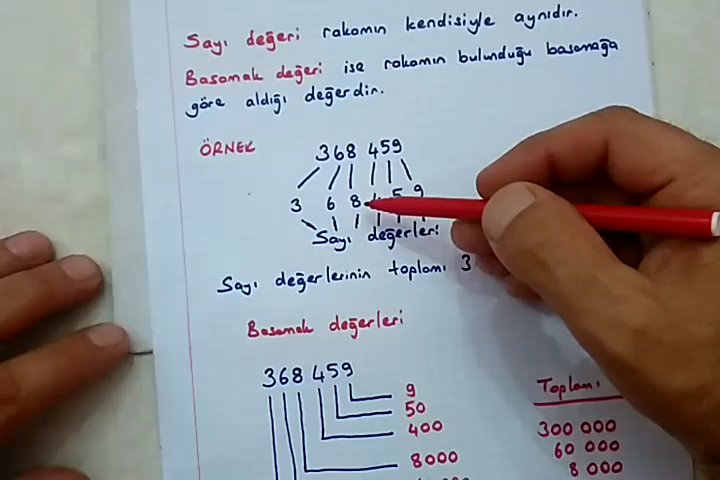 Sayı değeri rakamın kendisiyle aynıdır.
Basamak değeri ise rakamın bulunduğu basamağa
göre aldığı değerdir.
ÖRNEK
368 459
3 6 8 4 5 9
Sayı değerleri
Sayı değerlerinin toplamı 3
Basamak değerleri
368 459
9
50
400
8000
Toplamı
300 000
60 000
8 000